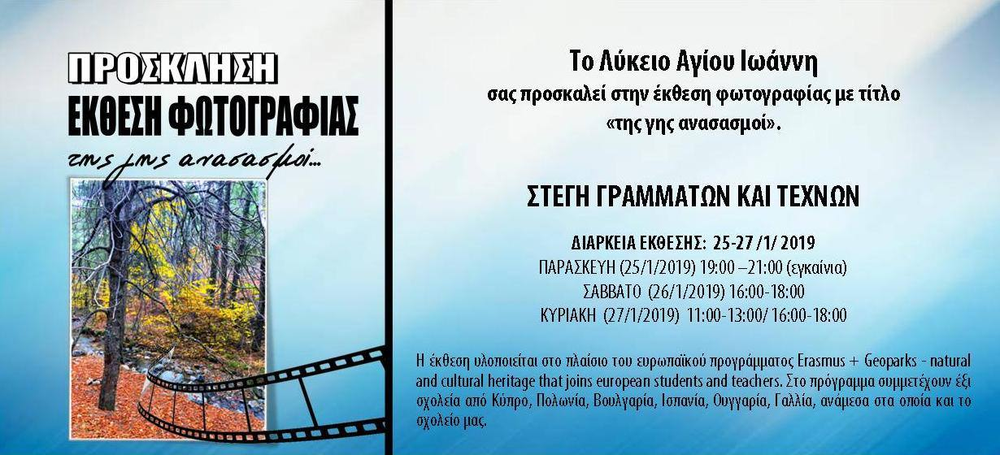 ΠΡΟΣΚΛΗΣΗ
ΕΚΘΕΣΗ ΦΩΤΟΓΡΑΦΙΑΣ
της γης ανασασμοί...
Το Λύκειο Αγίου Ιωάννη
σας προσκαλεί στην έκθεση φωτογραφίας με τίτλο
«της γης ανασασμοί».
ΣΤΕΓΗ ΓΡΑΜΜΑΤΩΝ ΚΑΙ ΤΕΧΝΩΝ
ΔΙΑΡΚΕΙΑ ΕΚΘΕΣΗΣ: 25-27 /1/ 2019
ΠΑΡΑΣΚΕΥΗ (25/1/2019) 19:00 –21:00 (εγκαίνια)
ΣΑΒΒΑΤΟ (26/1/2019) 16:00-18:00
ΚΥΡΙΑΚΗ (27/1/2019) 11:00-13:00/ 16:00-18:00
Η έκθεση υλοποιείται στο πλαίσιο του ευρωπαϊκού προγράμματος Erasmus + Geoparks - natural
and cultural heritage that joins european students and teachers. Στο πρόγραμμα συμμετέχουν έξι
σχολεία από Κύπρο, Πολωνία, Βουλγαρία, Ισπανία, Ουγγαρία, Γαλλία, ανάμεσα στα οποία και το
σχολείο μας.